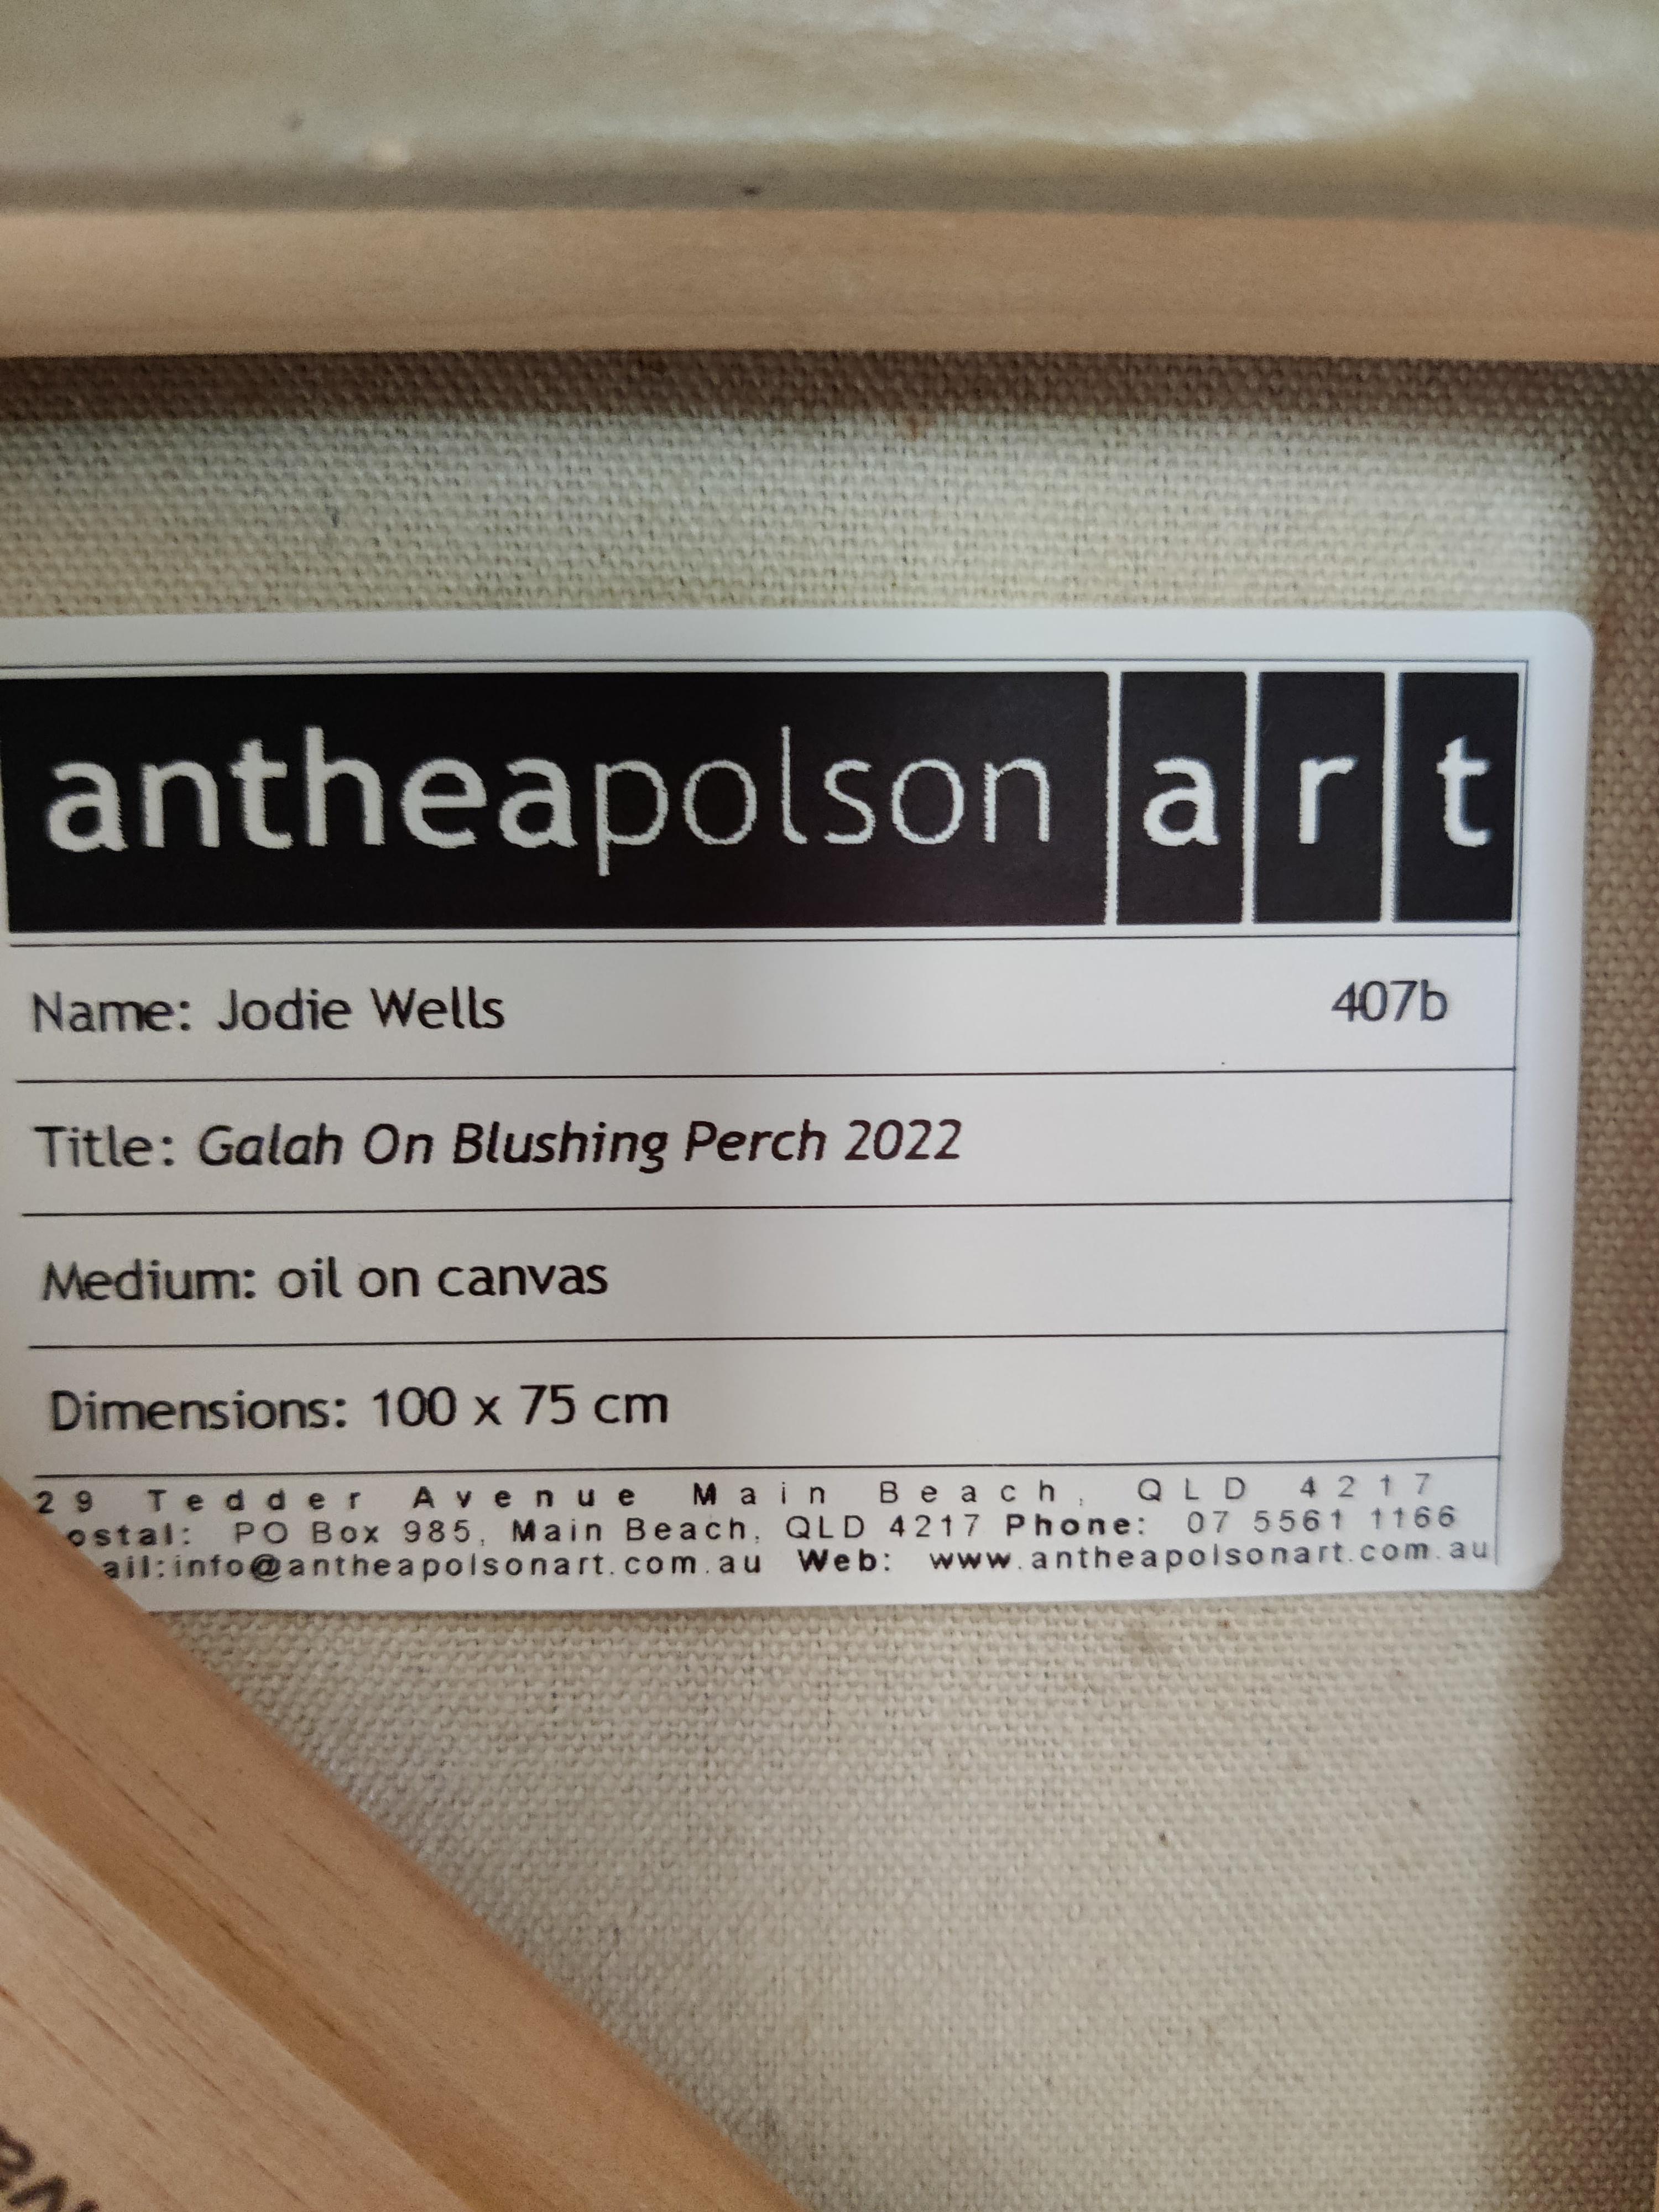 antheapolson art
Name: Jodie Wells 407b
Title: Galah On Blushing Perch 2022
Medium: oil on canvas
Dimensions: 100 x 75 cm
29 Tedder Avenue Main Beach, QLD 4217
ostal: PO Box 985, Main Beach, QLD 4217 Phone: 07 5561 1166
ail:info@antheapolsonart.com.au Web: www.antheapolsonart.com.au